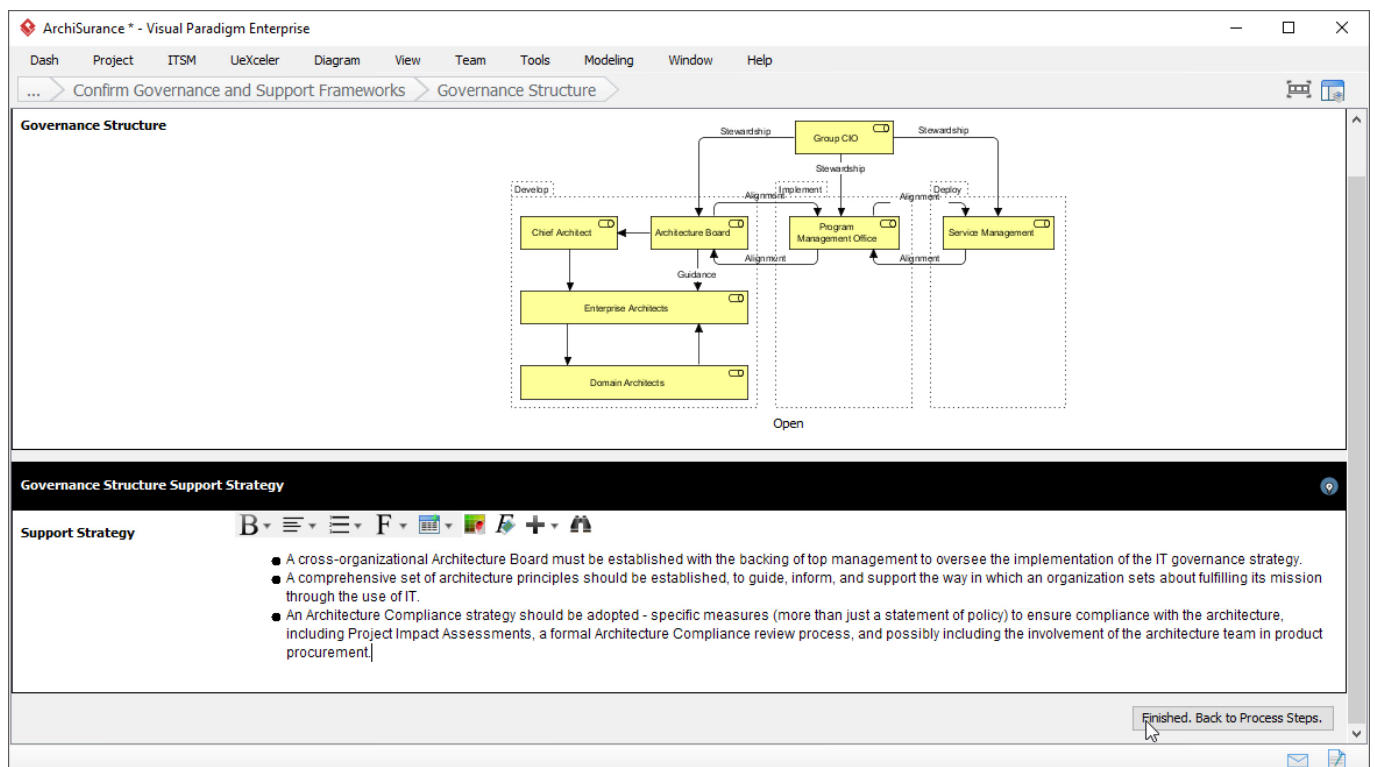 ArchiSurance * - Visual Paradigm Enterprise
Dash Project ITSM UeXceler Diagram View Team Tools Modeling Window Help
... Confirm Governance and Support Frameworks Governance Structure
Governance Structure
Stewardship Group CIO Stewardship
Stewardship
Develop Implement Deploy
Alignment Alignment
Chief Architect Architecture Board Program Management Office Service Management
Alignment Alignment
Guidance
Enterprise Architects
Domain Architects
Open
Governance Structure Support Strategy
Support Strategy
B F F
A cross-organizational Architecture Board must be established with the backing of top management to oversee the implementation of the IT governance strategy.
A comprehensive set of architecture principles should be established, to guide, inform, and support the way in which an organization sets about fulfilling its mission
through the use of IT.
An Architecture Compliance strategy should be adopted - specific measures (more than just a statement of policy) to ensure compliance with the architecture,
including Project Impact Assessments, a formal Architecture Compliance review process, and possibly including the involvement of the architecture team in product
procurement.
Finished. Back to Process Steps.